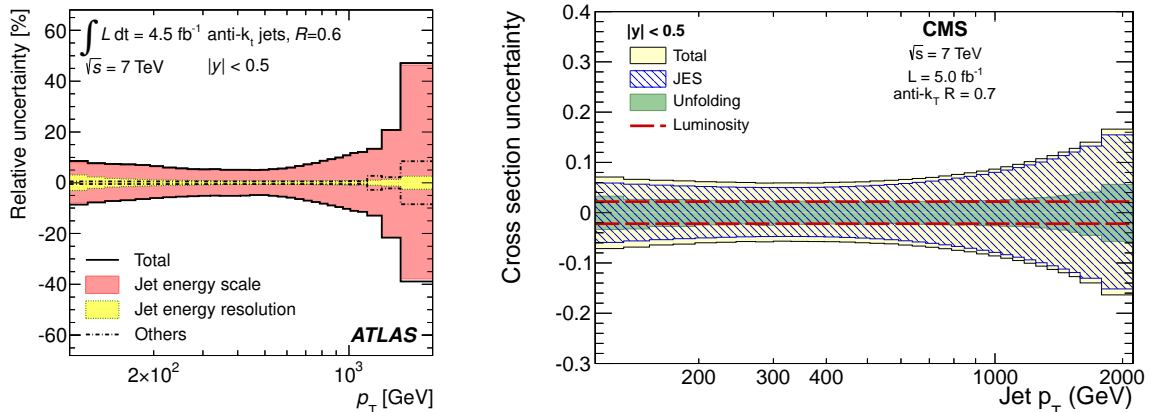 Relative uncertainty [%]
60
40
20
0
-20
-40
-60
∫ L dt = 4.5 fb⁻¹ anti-kₜ jets, R=0.6
√s = 7 TeV |y| < 0.5
Total
Jet energy scale
Jet energy resolution
Others
ATLAS
2×10² 10³
p_T [GeV]
Cross section uncertainty
0.4
0.3
0.2
0.1
0
-0.1
-0.2
-0.3
|y| < 0.5
Total
JES
Unfolding
Luminosity
CMS
√s = 7 TeV
L = 5.0 fb⁻¹
anti-k_T R = 0.7
200 300 400 1000 2000
Jet p_T (GeV)